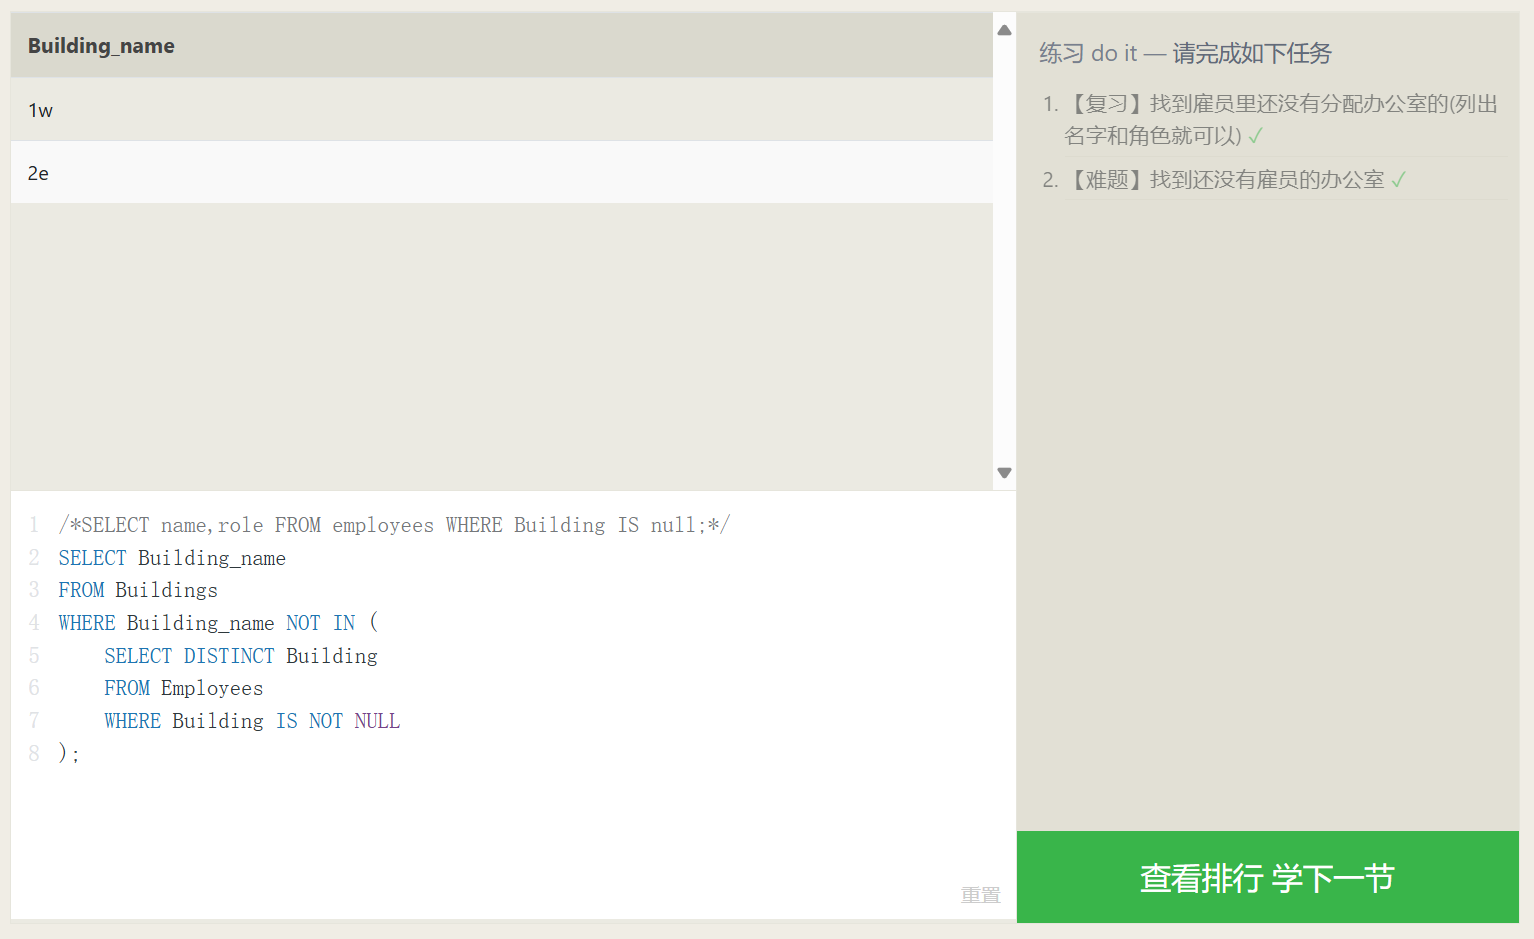 Building_name
1w
2e
1 /*SELECT name,role FROM employees WHERE Building IS null;*/
2 SELECT Building_name
3 FROM Buildings
4 WHERE Building_name NOT IN (
5 SELECT DISTINCT Building
6 FROM Employees
7 WHERE Building IS NOT NULL
8 );
重置
练习 do it — 请完成如下任务
1. 【复习】找到雇员里还没有分配办公室的(列出
名字和角色就可以) ✓
2. 【难题】找到还没有雇员的办公室 ✓
查看排行 学下一节